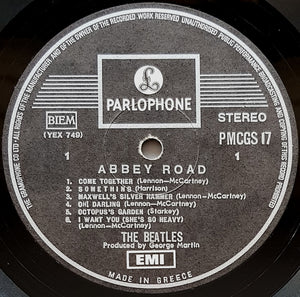 THE GRAMOPHONE CO LTD ALL RIGHTS OF THE MANUFACTURER AND OF THE OWNER OF THE RECORDED WORK RESERVED UNAUTHORISED PUBLIC PERFORMANCE BROADCASTING AND COPYING OF THIS RECORD PROHIBITED
£
PARLOPHONE
BIEM
(YEX 749)
STEREO
PMCGS 17
1
1
ABBEY ROAD
1. COME TOGETHER (Lennon-McCartney)
2. SOMETHING (Harrison)
3. MAXWELL'S SILVER HAMMER (Lennon-McCartney)
4. OH! DARLING (Lennon-McCartney)
5. OCTOPUS'S GARDEN (Starkey)
6. I WANT YOU (SHE'S SO HEAVY)
(Lennon-McCartney)
THE BEATLES
Produced by George Martin
EMI
MADE IN GREECE